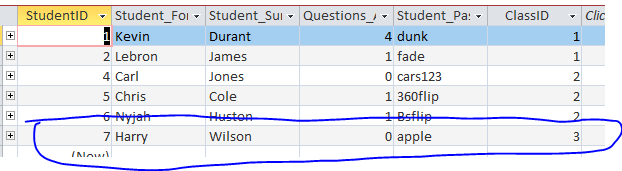 StudentID Student_For Student_Sur Questions_A Student_Pas ClassID Clic
1 Kevin Durant 4 dunk 1
2 Lebron James 1 fade 1
4 Carl Jones 0 cars123 2
5 Chris Cole 1 360flip 2
6 Nyjah Huston 1 Bsflip 2
7 Harry Wilson 0 apple 3
(New)